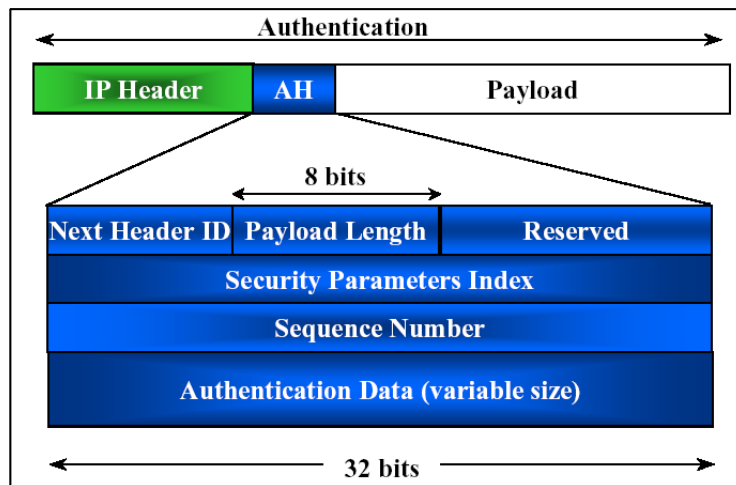 Authentication
IP Header AH Payload
8 bits
Next Header ID Payload Length Reserved
Security Parameters Index
Sequence Number
Authentication Data (variable size)
32 bits